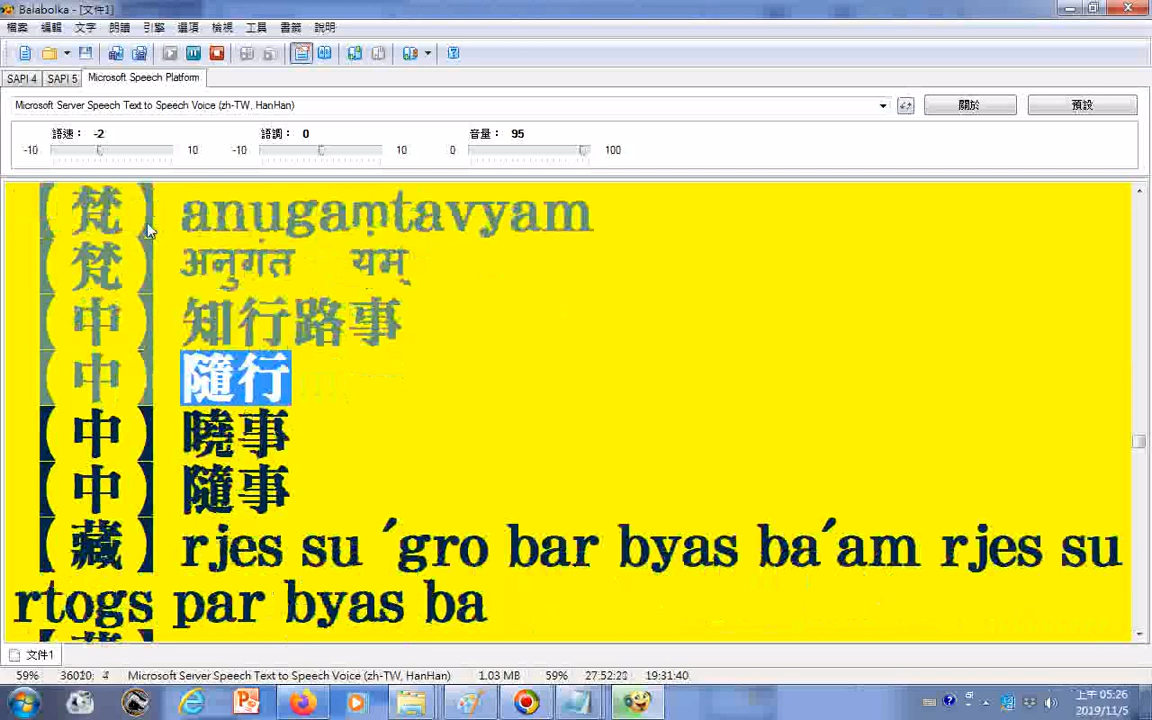 Balabolka - [文件1]
檔案 編輯 文字 朗讀 引擎 選項 檢視 工具 書籤 說明
SAPI 4 SAPI 5 Microsoft Speech Platform
Microsoft Server Speech Text to Speech Voice (zh-TW, HanHan) 關於 預設
語速： -2 語調： 0 音量： 95
-10 10 -10 10 0 100
【梵】 anugaṃtavyam
【梵】 अनुगंत यम्
【中】 知行路事
【中】 隨行
【中】 曉事
【中】 隨事
【藏】 rjes su ´gro bar byas ba´am rjes su
rtogs par byas ba
文件1
59% 36020: 4 Microsoft Server Speech Text to Speech Voice (zh-TW, HanHan) 1.03 MB 59% 19:31:40
上午 05:26
2019/11/5